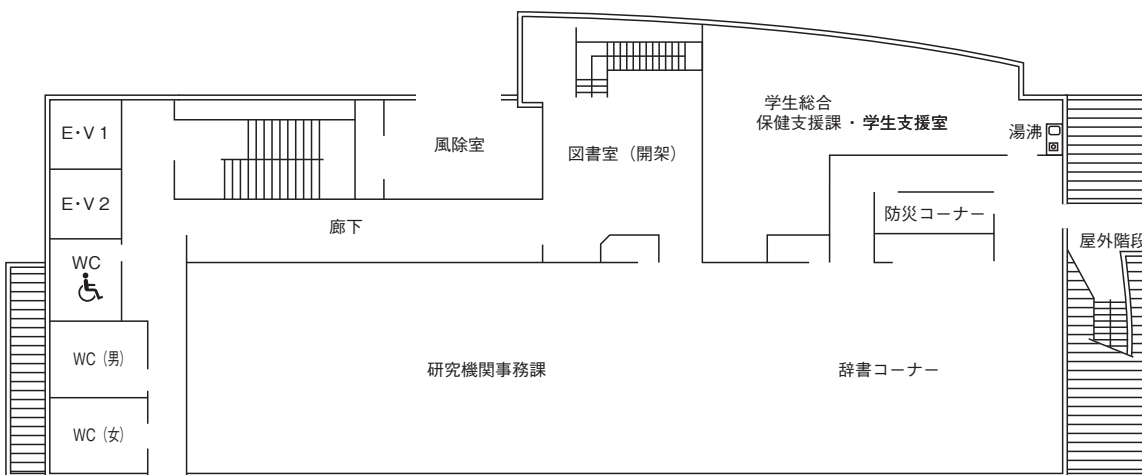 E・V 1
E・V 2
WC
WC（男）
WC（女）
風除室
廊下
図書室（開架）
学生総合
保健支援課・学生支援室
湯沸
防災コーナー
屋外階段
研究機関事務課
辞書コーナー